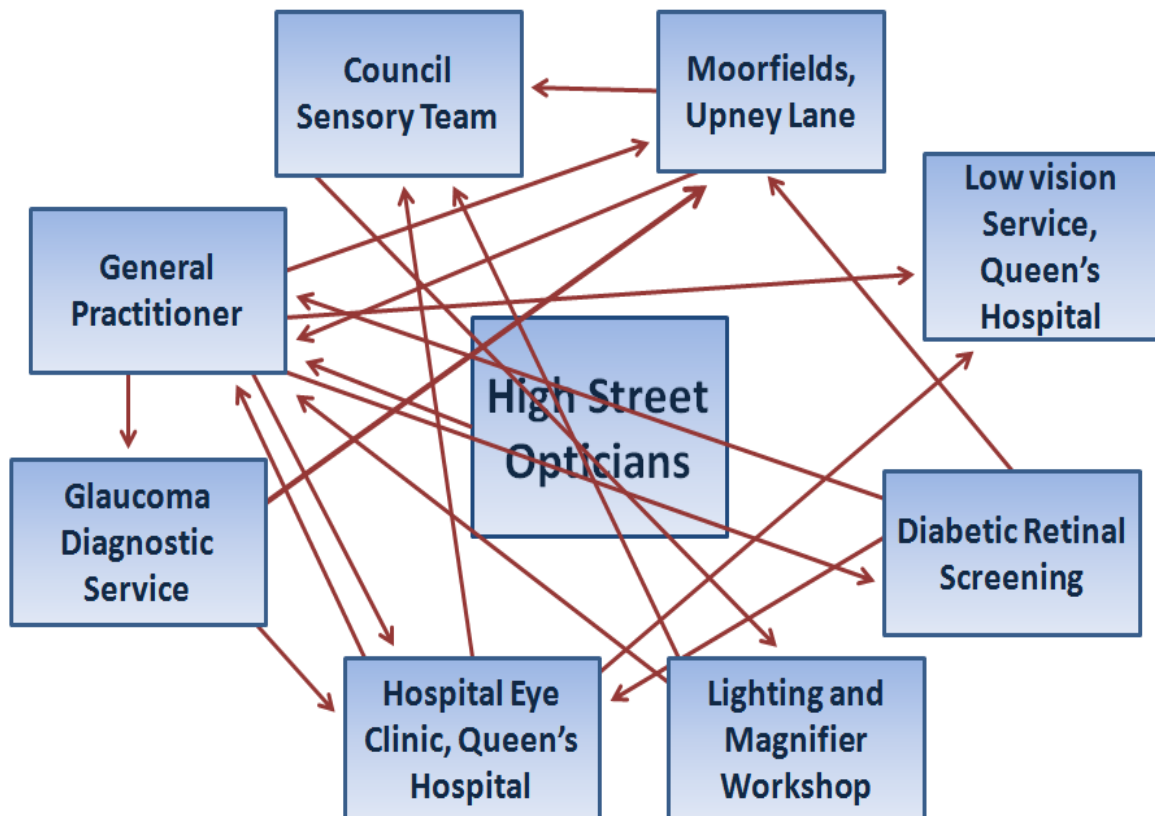 Council
Sensory Team
Moorfields,
Upney Lane
Low vision
Service,
Queen's
Hospital
General
Practitioner
High Street
Opticians
Glaucoma
Diagnostic
Service
Diabetic Retinal
Screening
Hospital Eye
Clinic, Queen's
Hospital
Lighting and
Magnifier
Workshop